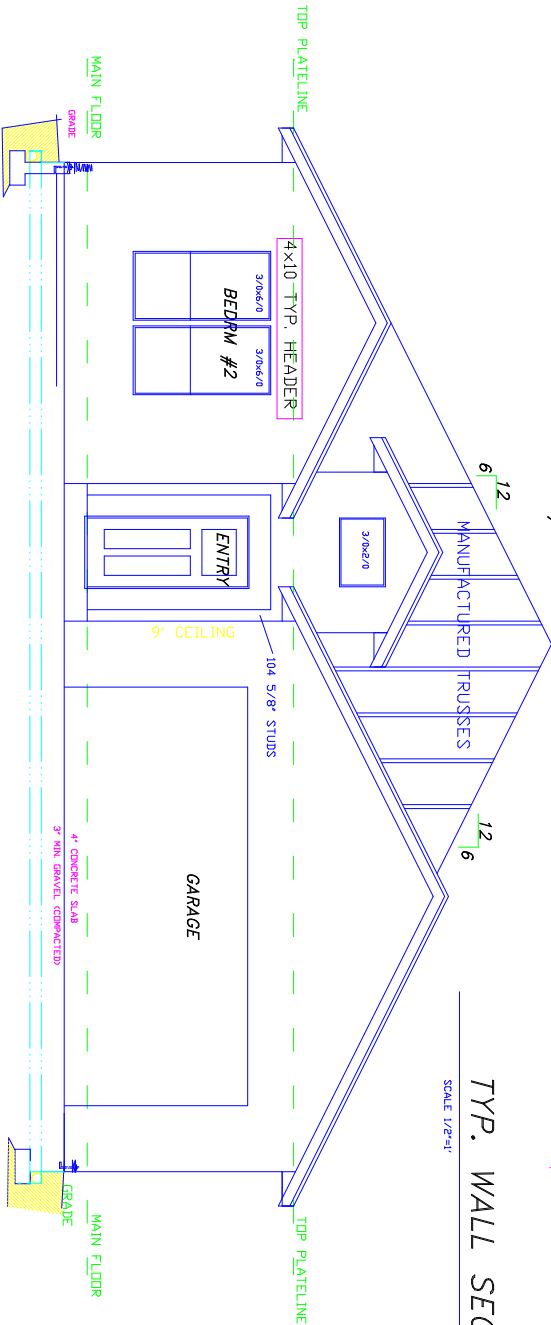 TOP PLATELINE
TOP PLATELINE
MAIN FLOOR
MAIN FLOOR
GRADE
GRADE
4x10 TYP. HEADER
3/0x6/0
3/0x6/0
BEDRM #2
12
6
12
6
MANUFACTURED TRUSSES
3/0x2/0
ENTRY
9' CEILING
104 5/8" STUDS
GARAGE
4" CONCRETE SLAB
3" MIN. GRAVEL (COMPACTED)
TYP. WALL SEC
SCALE 1/2"=1'